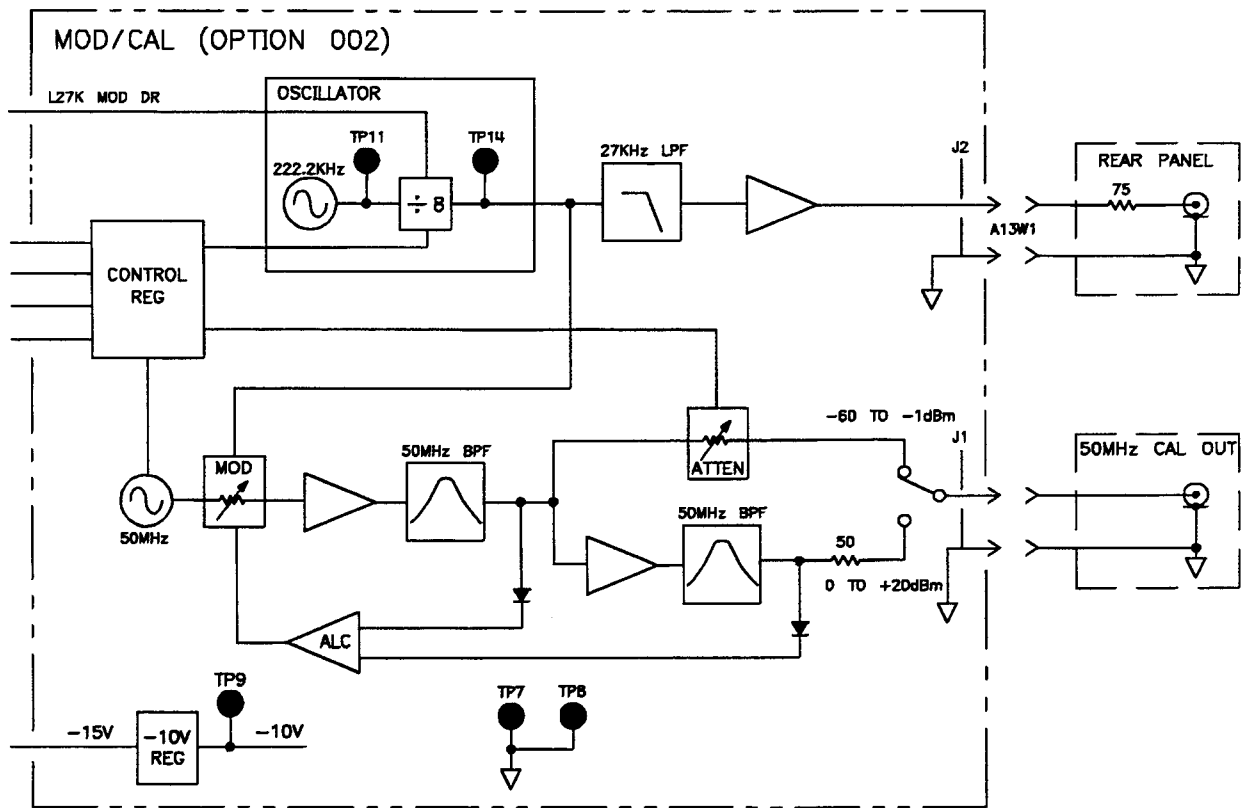 MOD/CAL (OPTION 002)
L27K MOD DR
OSCILLATOR
TP11
TP14
222.2KHz
÷ 8
27KHz LPF
J2
REAR PANEL
75
A13W1
CONTROL
REG
-60 TO -1dBm
J1
50MHz CAL OUT
MOD
50MHz BPF
ATTEN
50MHz
50MHz BPF
50
0 TO +20dBm
ALC
TP9
TP7
TP8
-15V
-10V
REG
-10V